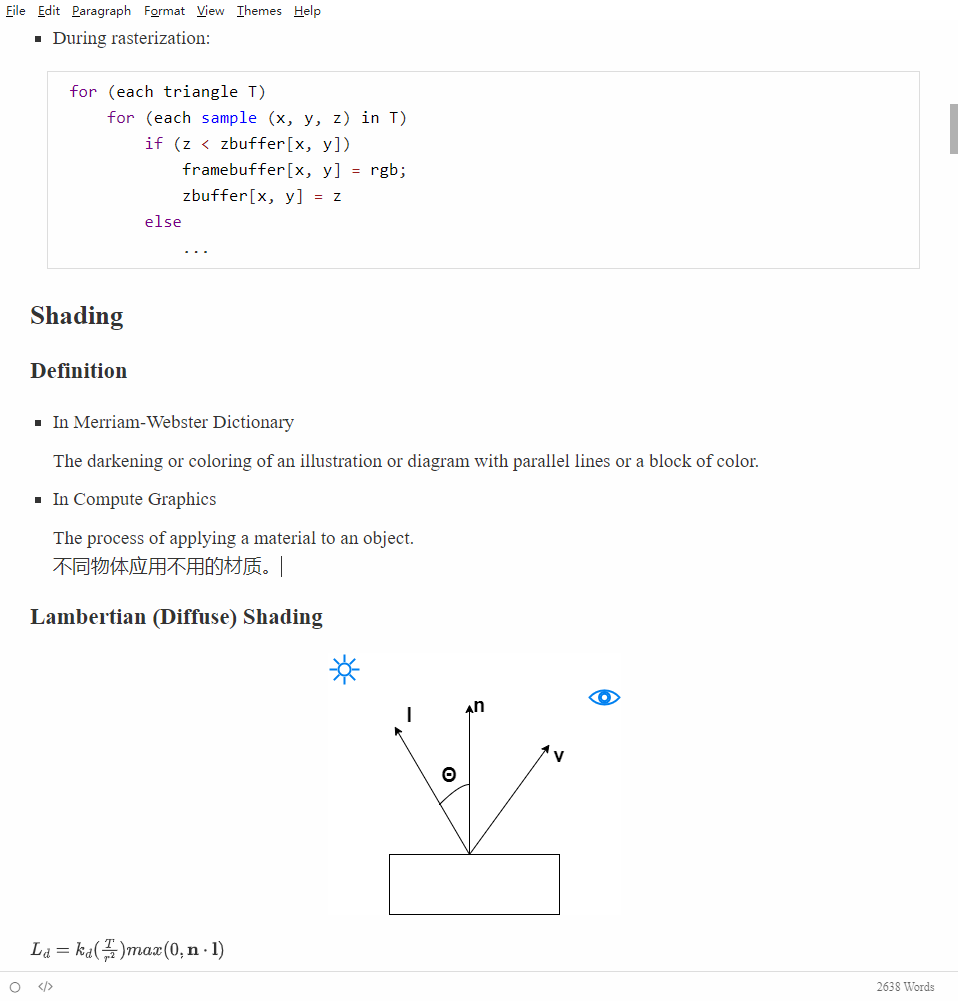 File Edit Paragraph Format View Themes Help
During rasterization:
for (each triangle T)
for (each sample (x, y, z) in T)
if (z < zbuffer[x, y])
framebuffer[x, y] = rgb;
zbuffer[x, y] = z
else
...
Shading
Definition
In Merriam-Webster Dictionary
The darkening or coloring of an illustration or diagram with parallel lines or a block of color.
In Compute Graphics
The process of applying a material to an object.
不同物体应用不用的材质。
Lambertian (Diffuse) Shading
l
n
v
Θ
L_d = k_d(\frac{T}{r^2})max(0, n · l)
</> 2638 Words